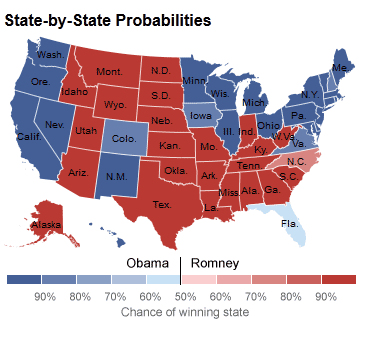 State-by-State Probabilities
Wash.
Mont.
N.D.
Minn.
Me.
Ore.
Idaho
S.D.
Wis.
Mich.
N.Y.
Wyo.
Neb.
Iowa
Pa.
Nev.
Utah
Colo.
Ill.
Ind.
Ohio
Calif.
Kan.
Mo.
Ky.
W.Va.
Va.
Ariz.
N.M.
Okla.
Ark.
Tenn.
N.C.
S.C.
Tex.
La.
Miss.
Ala.
Ga.
Alaska
Fla.
Obama Romney
90% 80% 70% 60% 50% 60% 70% 80% 90%
Chance of winning state